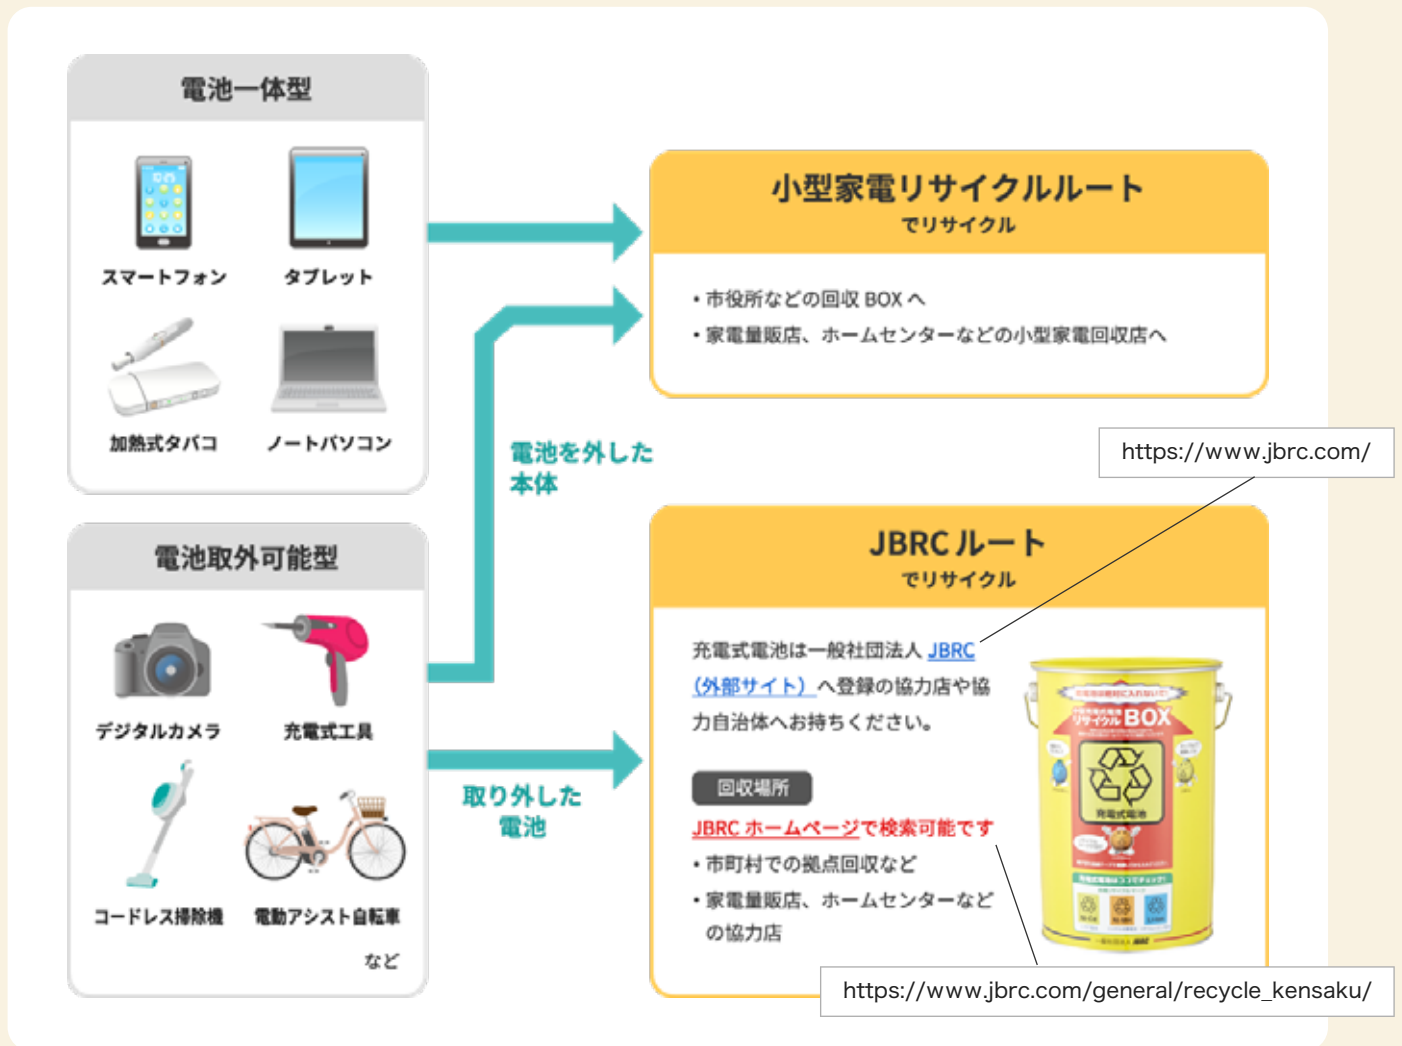 電池一体型
スマートフォン
タブレット
加熱式タバコ
ノートパソコン
電池取外可能型
デジタルカメラ
充電式工具
コードレス掃除機
電動アシスト自転車
など
電池を外した
本体
取り外した
電池
小型家電リサイクルルート
でリサイクル
・市役所などの回収 BOX へ
・家電量販店、ホームセンターなどの小型家電回収店へ
https://www.jbrc.com/
JBRC ルート
でリサイクル
充電式電池は一般社団法人 JBRC
（外部サイト）へ登録の協力店や協
力自治体へお持ちください。
回収場所
JBRC ホームページで検索可能です
・市町村での拠点回収など
・家電量販店、ホームセンターなど
の協力店
リサイクル BOX
充電式電池
https://www.jbrc.com/general/recycle_kensaku/